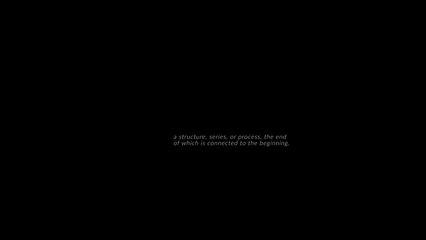 a structure, series, or process, the end
of which is connected to the beginning.